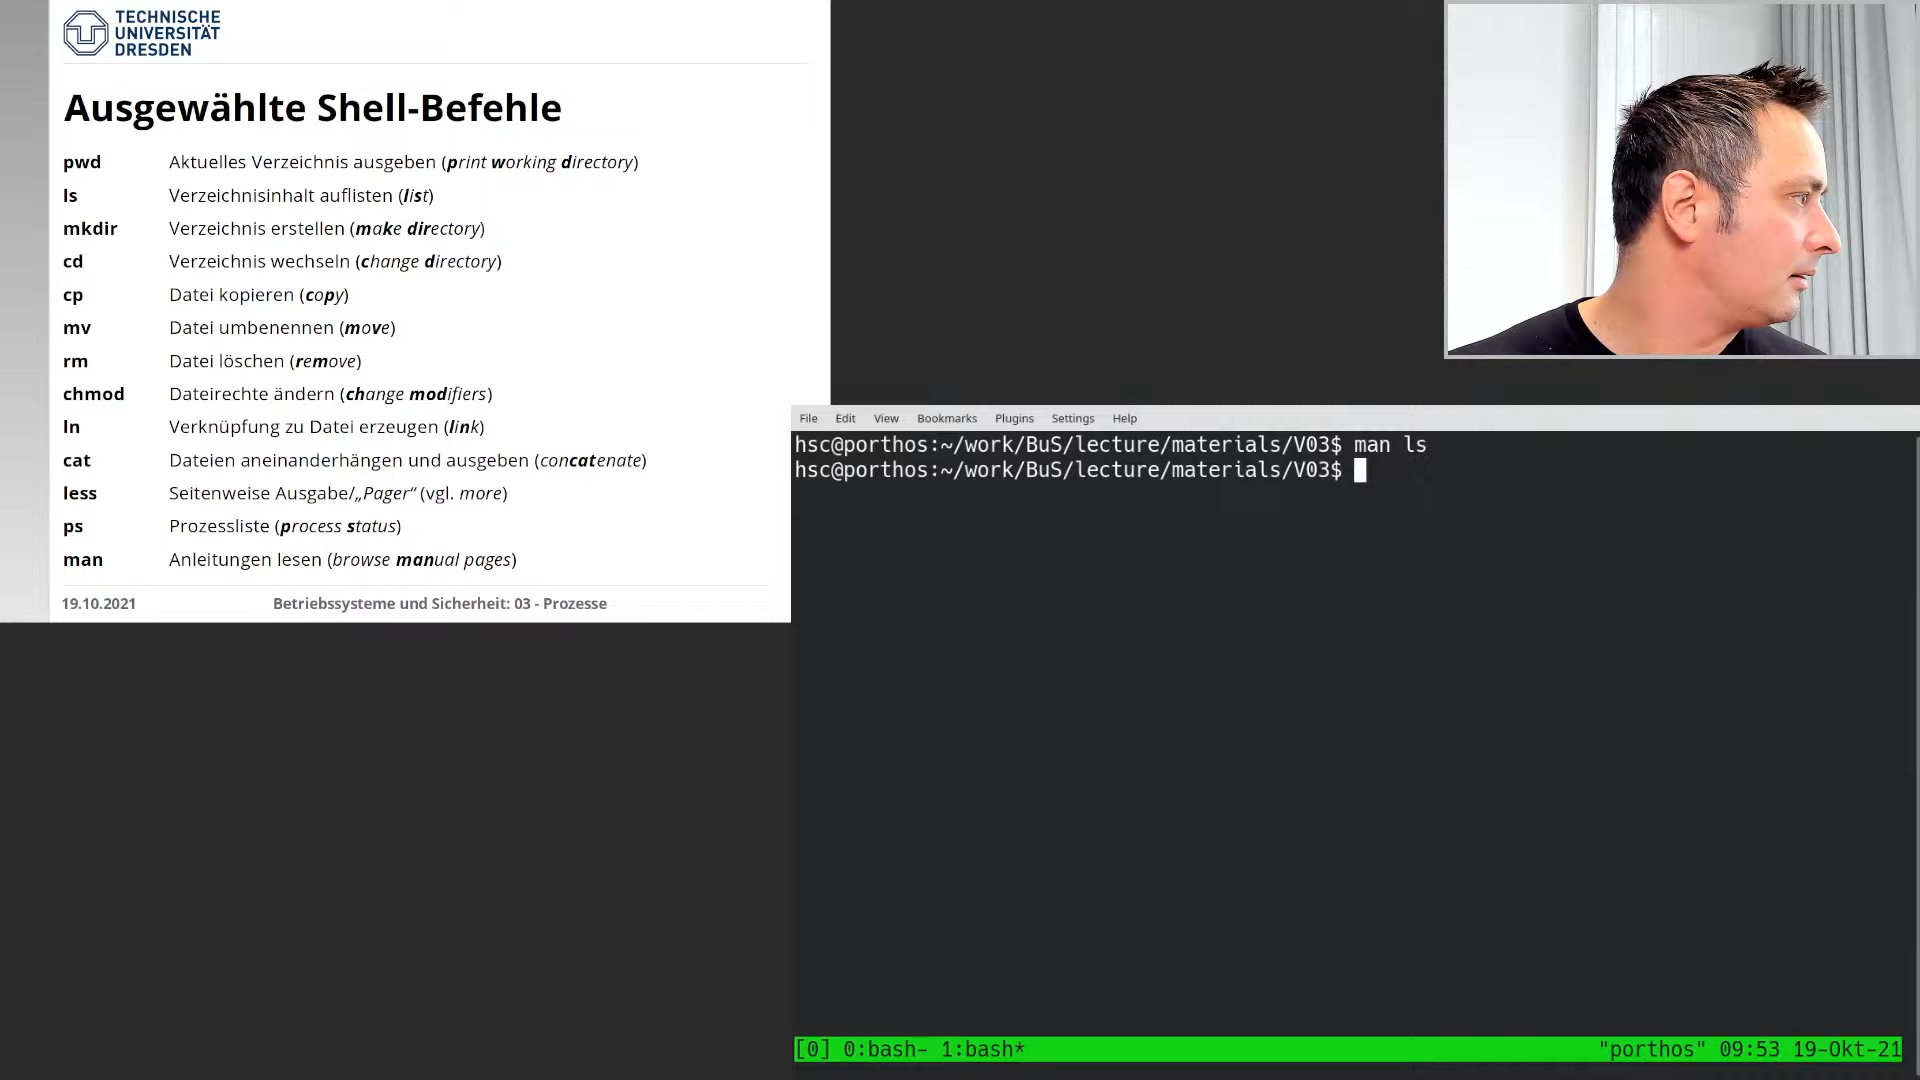 TECHNISCHE
UNIVERSITÄT
DRESDEN
Ausgewählte Shell-Befehle
pwd Aktuelles Verzeichnis ausgeben (print working directory)
ls Verzeichnisinhalt auflisten (list)
mkdir Verzeichnis erstellen (make directory)
cd Verzeichnis wechseln (change directory)
cp Datei kopieren (copy)
mv Datei umbenennen (move)
rm Datei löschen (remove)
chmod Dateirechte ändern (change modifiers)
ln Verknüpfung zu Datei erzeugen (link)
cat Dateien aneinanderhängen und ausgeben (concatenate)
less Seitenweise Ausgabe/„Pager“ (vgl. more)
ps Prozessliste (process status)
man Anleitungen lesen (browse manual pages)
19.10.2021 Betriebssysteme und Sicherheit: 03 - Prozesse
File Edit View Bookmarks Plugins Settings Help
hsc@porthos:~/work/BuS/lecture/materials/V03$ man ls
hsc@porthos:~/work/BuS/lecture/materials/V03$
[0] 0:bash- 1:bash* "porthos" 09:53 19-Okt-21